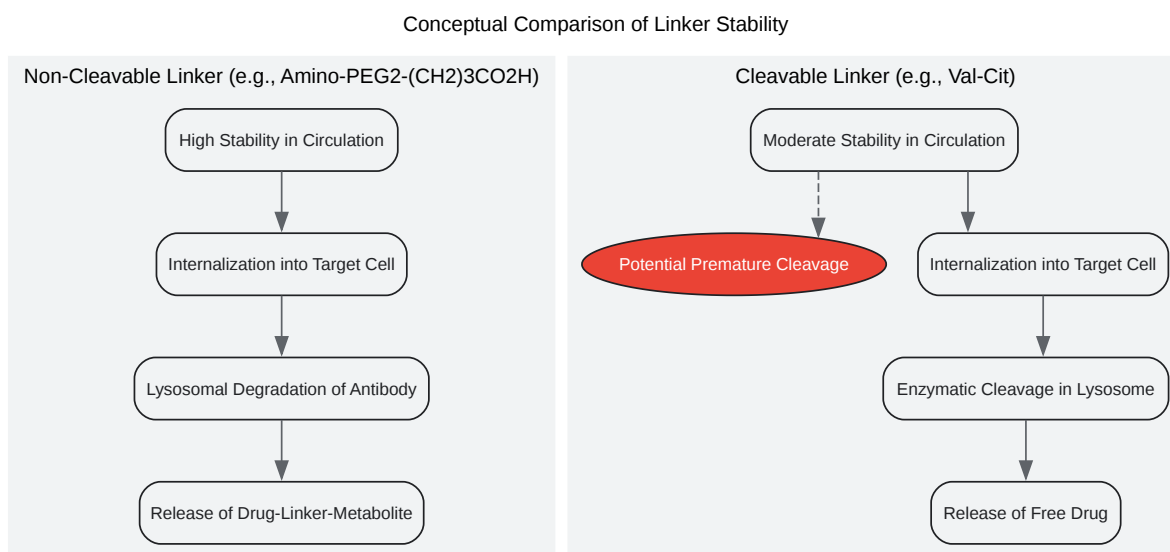 Conceptual Comparison of Linker Stability
Non-Cleavable Linker (e.g., Amino-PEG2-(CH2)3CO2H)
High Stability in Circulation
Internalization into Target Cell
Lysosomal Degradation of Antibody
Release of Drug-Linker-Metabolite
Cleavable Linker (e.g., Val-Cit)
Moderate Stability in Circulation
Potential Premature Cleavage
Internalization into Target Cell
Enzymatic Cleavage in Lysosome
Release of Free Drug